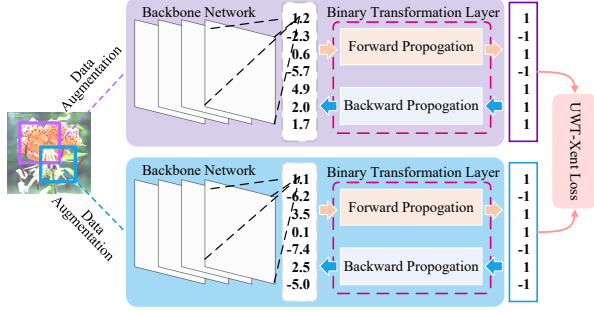 Backbone Network
Binary Transformation Layer
1.2
-2.3
0.6
-5.7
4.9
2.0
1.7
Forward Propogation
Backward Propogation
1
-1
1
-1
1
1
1
Data
Augmentation
Data
Augmentation
UWT-Xent Loss
Backbone Network
Binary Transformation Layer
1.1
-6.2
3.5
0.1
-7.4
2.5
-5.0
Forward Propogation
Backward Propogation
1
-1
1
1
-1
1
-1